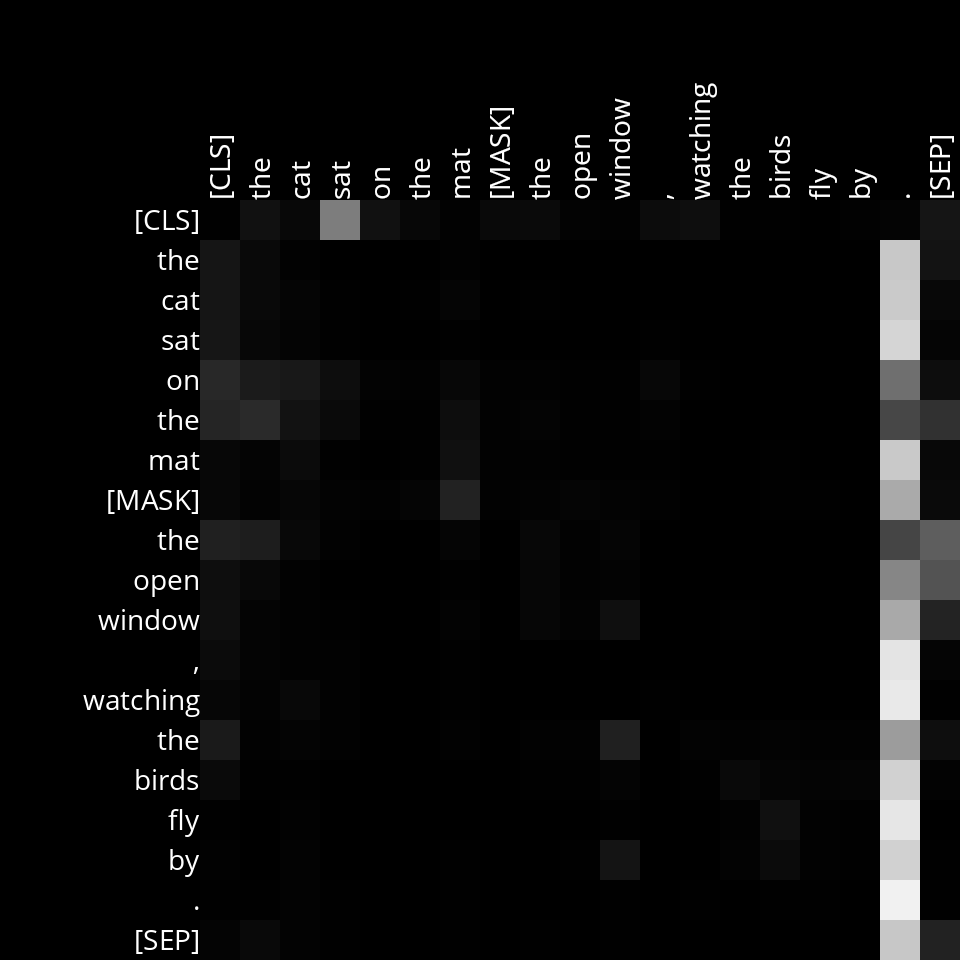 [CLS] the cat sat on the mat [MASK] the open window , watching the birds fly by . [SEP]
[CLS]
the
cat
sat
on
the
mat
[MASK]
the
open
window
,
watching
the
birds
fly
by
.
[SEP]